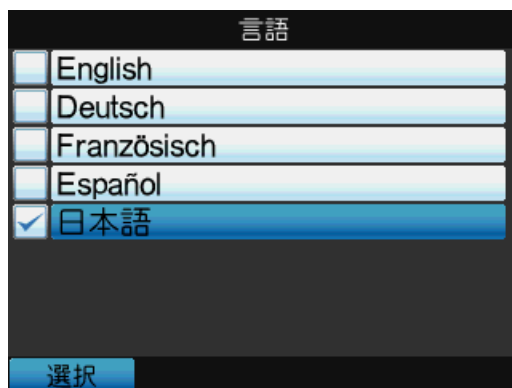 言語
English
Deutsch
Französisch
Español
日本語
選択